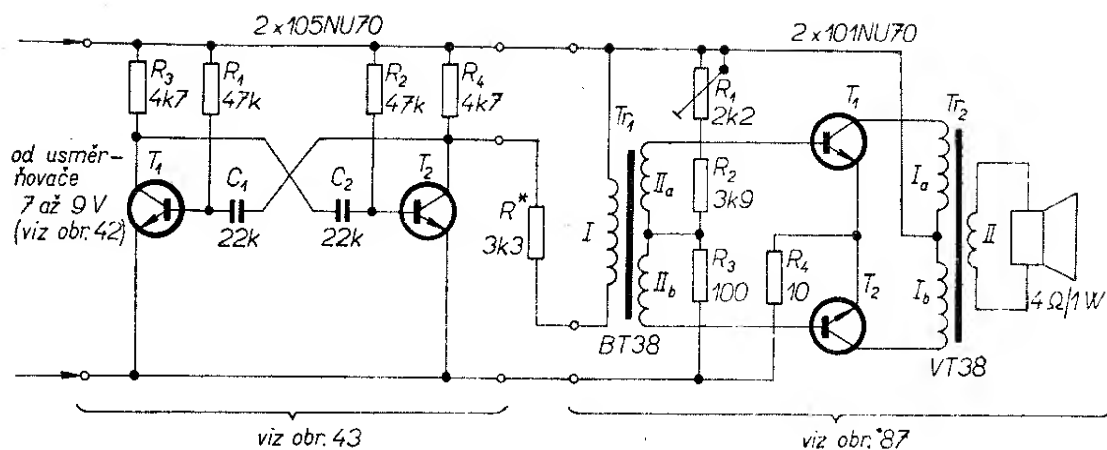 2 x 105NU70
2 x 101NU70
R3
4k7
R1
47k
R2
47k
R4
4k7
od usměr-
ňovače
7 až 9 V
(viz obr. 42)
T1
C1
22k
C2
22k
T2
R*
3k3
Tr1
I
IIa
IIb
BT38
R1
2k2
R2
3k9
R3
100
R4
10
T1
T2
Tr2
Ia
Ib
II
VT38
4 Ω/1 W
viz obr. 43
viz obr. 87